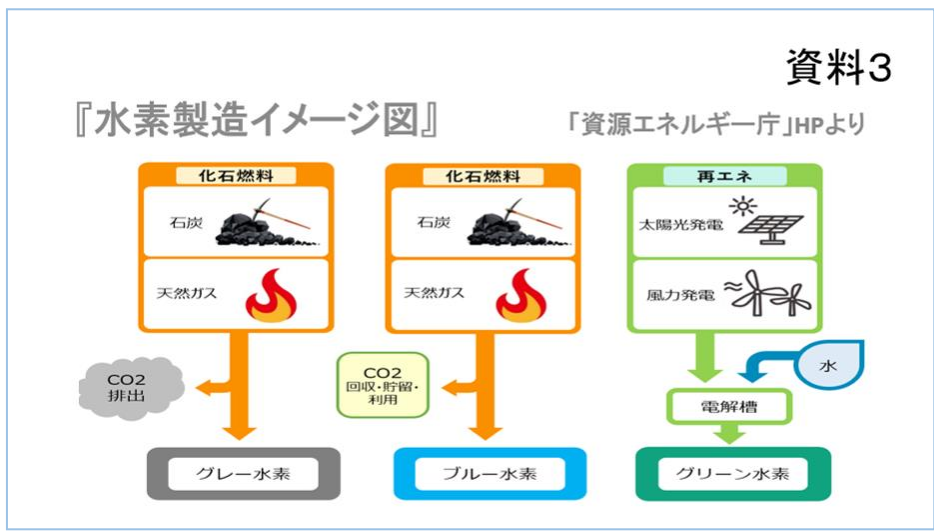 資料3
『水素製造イメージ図』
「資源エネルギー庁」HPより
化石燃料
石炭
天然ガス
CO2
排出
グレー水素
化石燃料
石炭
天然ガス
CO2
回収・貯留・
利用
ブルー水素
再エネ
太陽光発電
風力発電
水
電解槽
グリーン水素